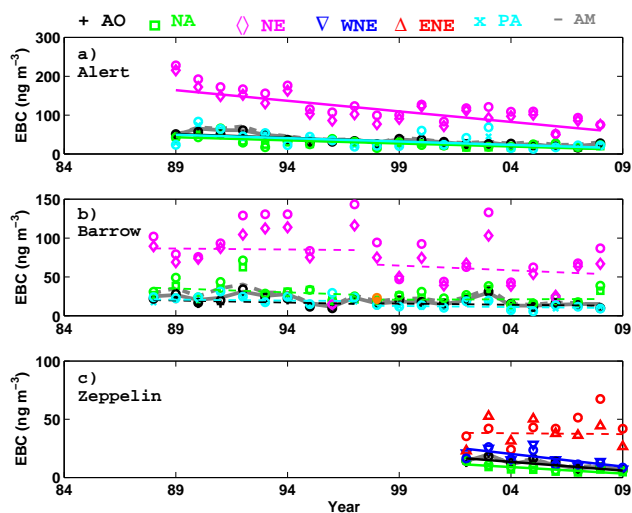 AO NA NE WNE ENE PA AM
300
a)
Alert
200
EBC (ng m⁻³)
100
0
84 89 94 99 04 09
150
b)
Barrow
100
EBC (ng m⁻³)
50
0
84 89 94 99 04 09
100
c)
Zeppelin
EBC (ng m⁻³)
50
0
84 89 94 99 04 09
Year